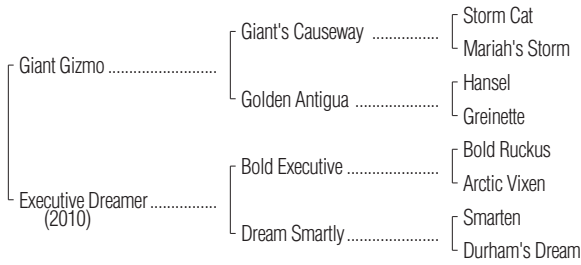 Storm Cat
Giant's Causeway ................
Mariah's Storm
Giant Gizmo ..........................
Hansel
Golden Antigua ....................
Greinette
Bold Ruckus
Bold Executive ......................
Arctic Vixen
Executive Dreamer ................
(2010)
Smarten
Dream Smartly ......................
Durham's Dream